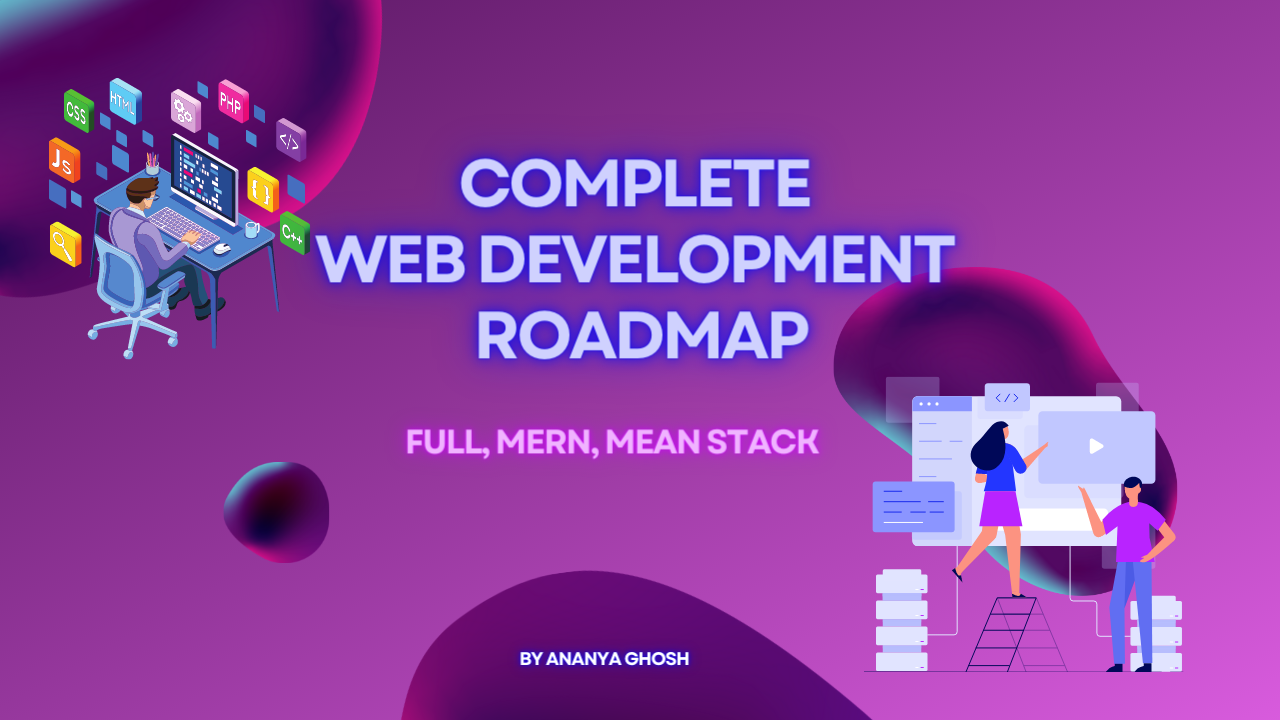 CSS
HTML
PHP
</>
JS
{ }
C++
COMPLETE
WEB DEVELOPMENT
ROADMAP
FULL, MERN, MEAN STACK
</>
BY ANANYA GHOSH